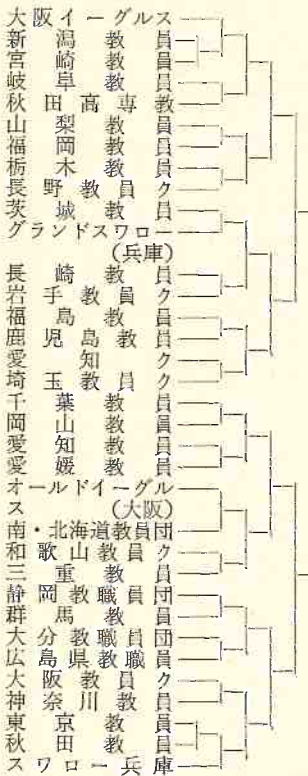 大阪イーグルス
新潟教員
宮崎教員
岐阜教員
秋田高専教
山梨教員
福岡教員
栃木教員
長野教員ク
茨城教員
グランドスワロー
(兵庫)
長崎教員
岩手教員ク
福島教員
鹿児島教員
愛知ク
埼玉教員ク
千葉教員
岡山教員
愛知教員
愛媛教員
オールドイーグル
ス(大阪)
南・北海道教員団
和歌山教員ク
三重教員
静岡教職員団
群馬教員
大分教職員団
広島県教職員
大阪教員ク
神奈川教員
東京教員
秋田教員
スワロー兵庫